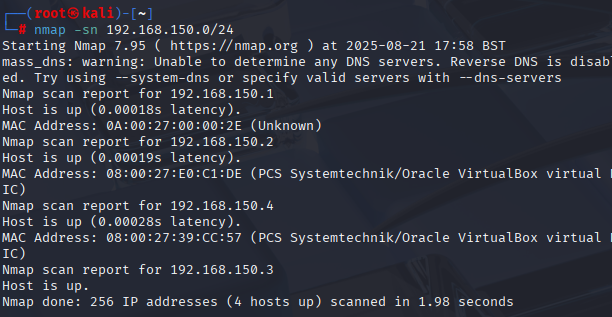 ┌──(root㉿kali)-[~]
└─# nmap -sn 192.168.150.0/24
Starting Nmap 7.95 ( https://nmap.org ) at 2025-08-21 17:58 BST
mass_dns: warning: Unable to determine any DNS servers. Reverse DNS is disabl
ed. Try using --system-dns or specify valid servers with --dns-servers
Nmap scan report for 192.168.150.1
Host is up (0.00018s latency).
MAC Address: 0A:00:27:00:00:2E (Unknown)
Nmap scan report for 192.168.150.2
Host is up (0.00019s latency).
MAC Address: 08:00:27:E0:C1:DE (PCS Systemtechnik/Oracle VirtualBox virtual
IC)
Nmap scan report for 192.168.150.4
Host is up (0.00028s latency).
MAC Address: 08:00:27:39:CC:57 (PCS Systemtechnik/Oracle VirtualBox virtual
IC)
Nmap scan report for 192.168.150.3
Host is up.
Nmap done: 256 IP addresses (4 hosts up) scanned in 1.98 seconds